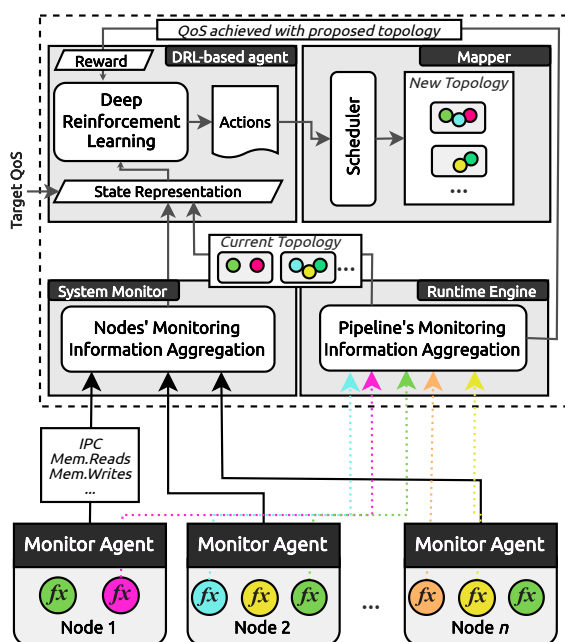 QoS achieved with proposed topology
Reward
DRL-based agent
Mapper
Deep
Reinforcement
Learning
Actions
Scheduler
New Topology
...
Target QoS
State Representation
Current Topology
...
System Monitor
Runtime Engine
Nodes' Monitoring
Information Aggregation
Pipeline's Monitoring
Information Aggregation
IPC
Mem.Reads
Mem.Writes
...
Monitor Agent
Monitor Agent
Monitor Agent
fx
fx
fx
fx
fx
...
fx
fx
fx
Node 1
Node 2
Node n